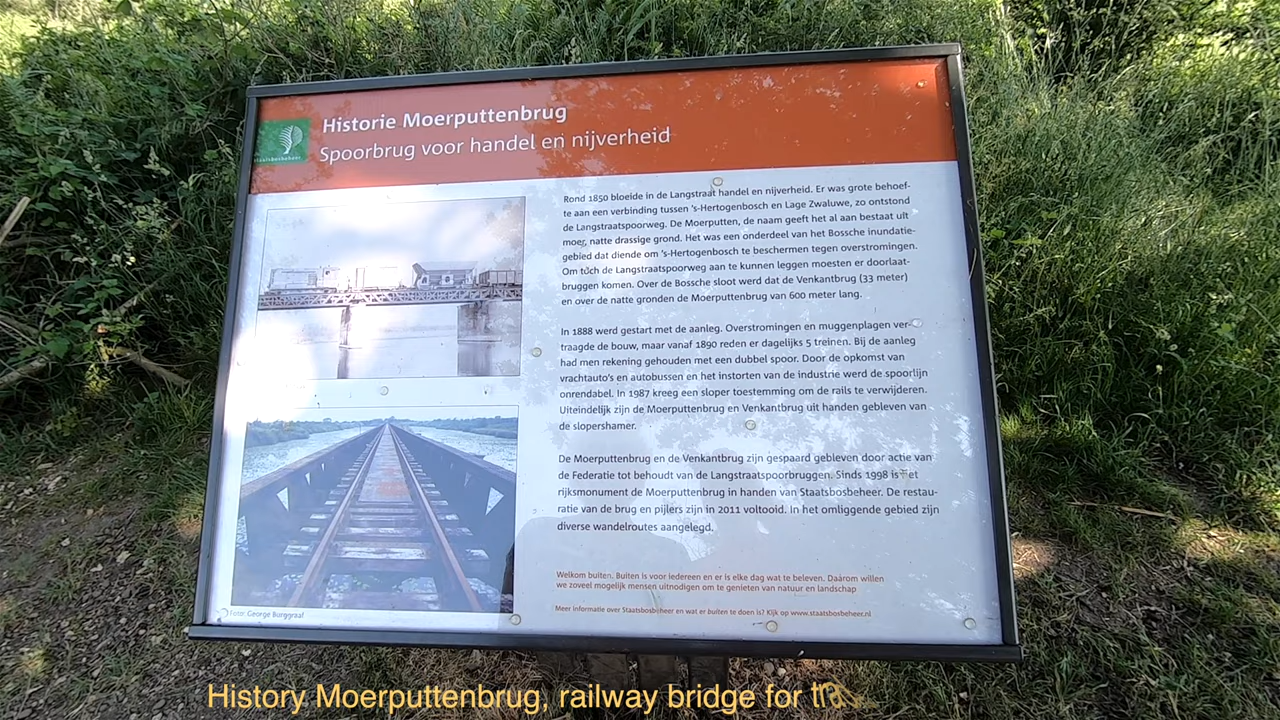 Historie Moerputtenbrug
Spoorbrug voor handel en nijverheid
Staatsbosbeheer
Rond 1850 bloeide in de Langstraat handel en nijverheid. Er was grote behoef-
te aan een verbinding tussen 's-Hertogenbosch en Lage Zwaluwe, zo ontstond
de Langstraatspoorweg. De Moerputten, de naam geeft het al aan bestaat uit
moer, natte drassige grond. Het was een onderdeel van het Bossche inundatie-
gebied dat diende om 's-Hertogenbosch te beschermen tegen overstromingen.
Om toch de Langstraatspoorweg aan te kunnen leggen moesten er doorlaat-
bruggen komen. Over de Bossche sloot werd dat de Venkantbrug (33 meter)
en over de natte gronden de Moerputtenbrug van 600 meter lang.
In 1888 werd gestart met de aanleg. Overstromingen en muggenplagen ver-
traagde de bouw, maar vanaf 1890 reden er dagelijks 5 treinen. Bij de aanleg
had men rekening gehouden met een dubbel spoor. Door de opkomst van
vrachtauto's en autobussen en het instorten van de industrie werd de spoorlijn
onrendabel. In 1987 kreeg een sloper toestemming om de rails te verwijderen.
Uiteindelijk zijn de Moerputtenbrug en Venkantbrug uit handen gebleven van
de slopershamer.
De Moerputtenbrug en de Venkantbrug zijn gespaard gebleven door actie van
de Federatie tot behoudt van de Langstraatspoorbruggen. Sinds 1998 is het
rijksmonument de Moerputtenbrug in handen van Staatsbosbeheer. De restau-
ratie van de brug en pijlers zijn in 2011 voltooid. In het omliggende gebied zijn
diverse wandelroutes aangelegd.
Welkom buiten. Buiten is voor iedereen en er is elke dag wat te beleven. Daarom willen
we zoveel mogelijk mensen uitnodigen om te genieten van natuur en landschap
Meer informatie over Staatsbosbeheer en wat er buiten te doen is? Kijk op www.staatsbosbeheer.nl
Foto: George Burggraaf
History Moerputtenbrug, railway bridge for